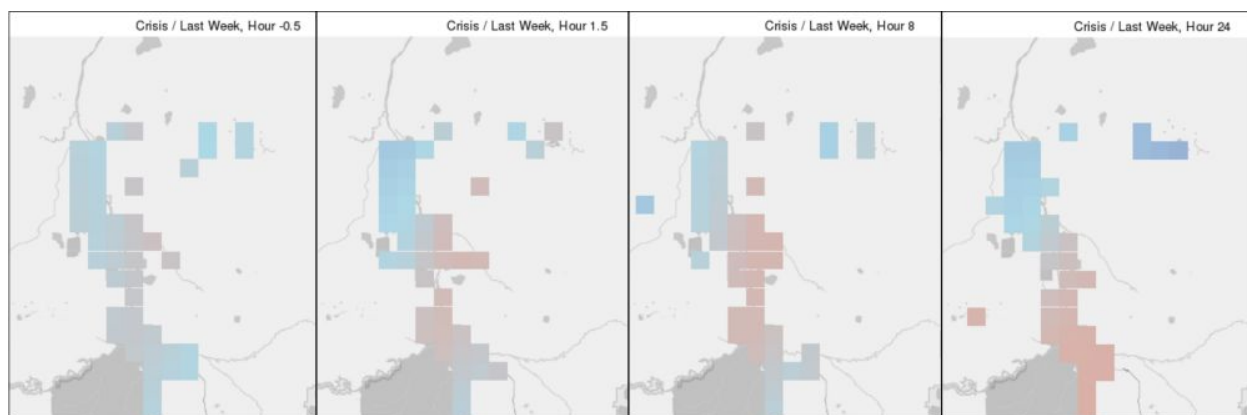 Crisis / Last Week, Hour -0.5
Crisis / Last Week, Hour 1.5
Crisis / Last Week, Hour 8
Crisis / Last Week, Hour 24